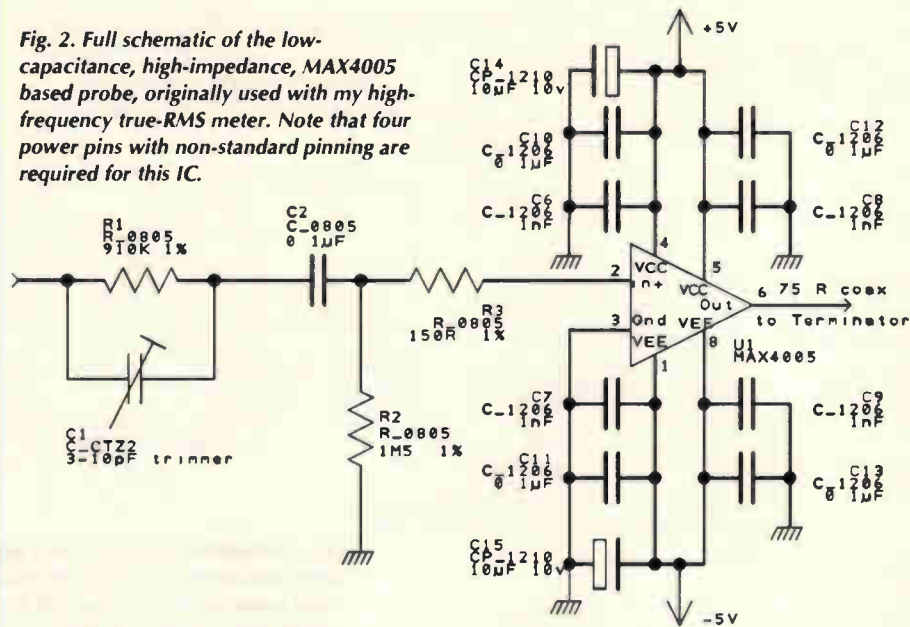 Fig. 2. Full schematic of the low-
capacitance, high-impedance, MAX4005
based probe, originally used with my high-
frequency true-RMS meter. Note that four
power pins with non-standard pinning are
required for this IC.
+5V
C14
CP_1210
10µF 10v
C10
C_1206
0 1µF
C6
C_1206
1nF
C12
C_1206
0 1µF
C8
C_1206
1nF
R1
R_0805
910K 1%
C2
C_0805
0 1µF
C1
C_CTZ2
3-10pF trimmer
R3
R_0805
150R 1%
R2
R_0805
1M5 1%
4
5
2
3
1
8
VCC
In+
VCC
Out
Gnd
VEE
VEE
6 75 R coax
to Terminator
U1
MAX4005
C7
C_1206
1nF
C11
C_1206
0 1µF
C9
C_1206
1nF
C13
C_1206
0 1µF
C15
CP_1210
10µF 10v
-5V